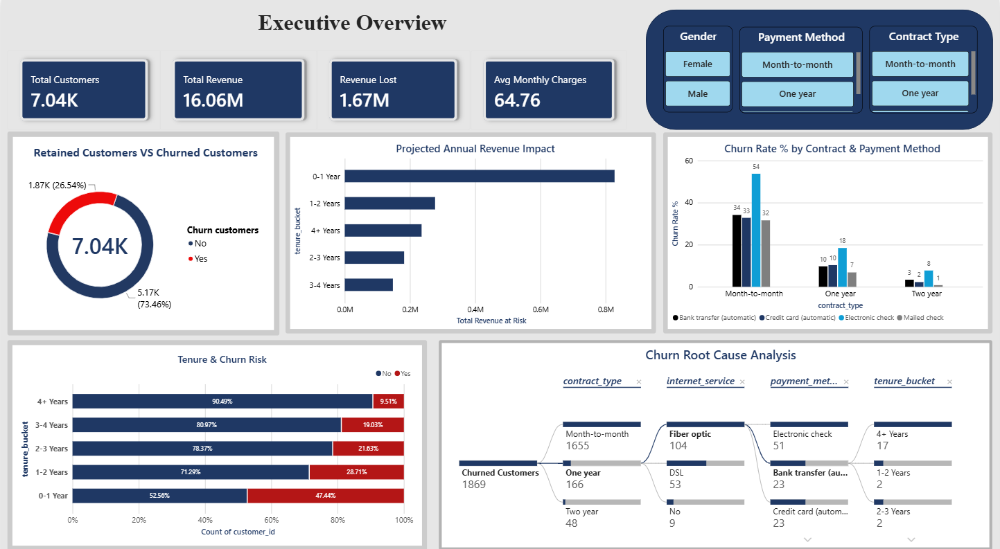 Executive Overview
Gender
Female
Male
Payment Method
Month-to-month
One year
Contract Type
Month-to-month
One year
Total Customers
7.04K
Total Revenue
16.06M
Revenue Lost
1.67M
Avg Monthly Charges
64.76
Retained Customers VS Churned Customers
1.87K (26.54%)
7.04K
5.17K
(73.46%)
Churn customers
No
Yes
Projected Annual Revenue Impact
tenure_bucket
0-1 Year
1-2 Years
4+ Years
2-3 Years
3-4 Years
0.0M 0.2M 0.4M 0.6M 0.8M
Total Revenue at Risk
Churn Rate % by Contract & Payment Method
Churn Rate %
60
40
20
0
34 33 54 32
10 10 18 7
3 2 8 1
Month-to-month One year Two year
contract_type
Bank transfer (automatic) Credit card (automatic) Electronic check Mailed check
Tenure & Churn Risk
No Yes
tenure_bucket
4+ Years 90.49% 9.51%
3-4 Years 80.97% 19.03%
2-3 Years 78.37% 21.63%
1-2 Years 71.29% 28.71%
0-1 Year 52.56% 47.44%
0% 20% 40% 60% 80% 100%
Count of customer_id
Churn Root Cause Analysis
contract_type × internet_service × payment_met... × tenure_bucket ×
Churned Customers
1869
Month-to-month
1655
One year
166
Two year
48
Fiber optic
104
DSL
53
No
9
Electronic check
51
Bank transfer (au...
23
Credit card (autom...
23
4+ Years
17
1-2 Years
2
2-3 Years
2